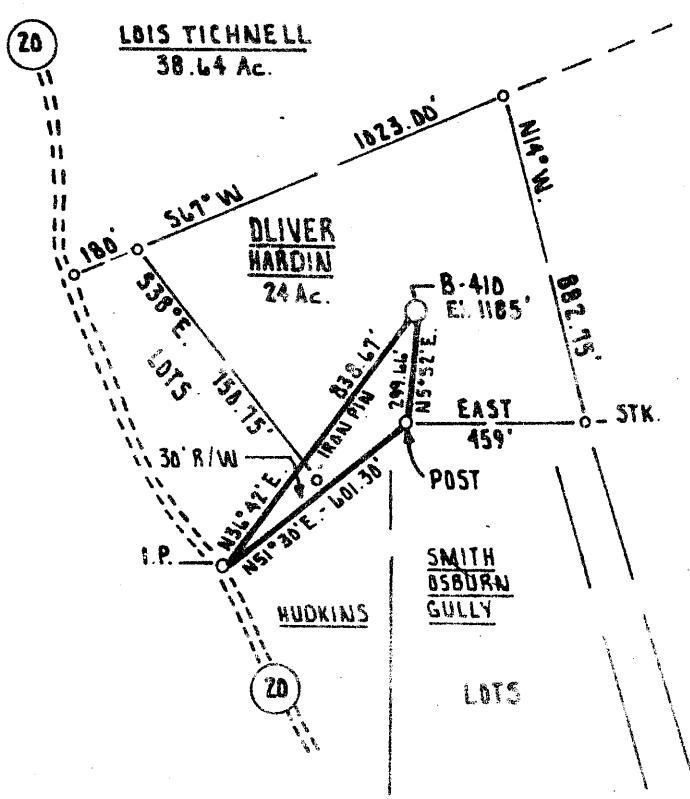 20
LOIS TICHNELL
38.64 Ac.
1023.00'
N14°W.
S67°W
180'
OLIVER
HARDIN
24 Ac.
B-410
El. 1185'
S38°E.
882.75'
LOTS
838.67'
299.66'
N5°52'E.
750.75'
IRON PIN
EAST
459'
STK.
30' R/W
POST
N36°42'E.
N51°30'E.- 601.30'
I.P.
SMITH
OSBURN
GULLY
HUDKINS
20
LOTS